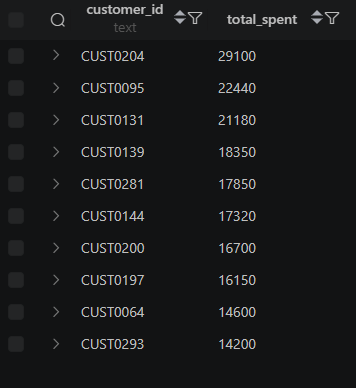 customer_id total_spent
text
CUST0204 29100
CUST0095 22440
CUST0131 21180
CUST0139 18350
CUST0281 17850
CUST0144 17320
CUST0200 16700
CUST0197 16150
CUST0064 14600
CUST0293 14200